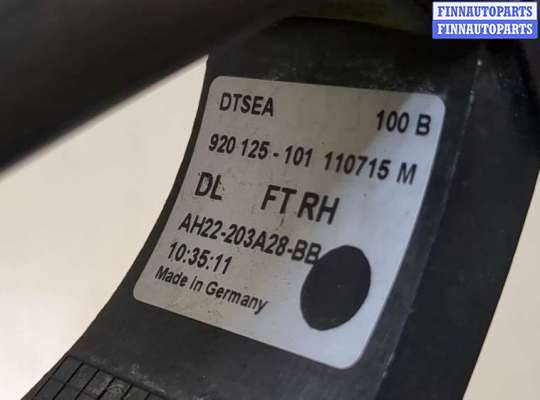 FINNAUTOPARTS
FINNAUTOPARTS
DTSEA 100 B
920 125 - 101 110715 M
DL FT RH
AH22-203A28-BB
10:35:11
Made in Germany